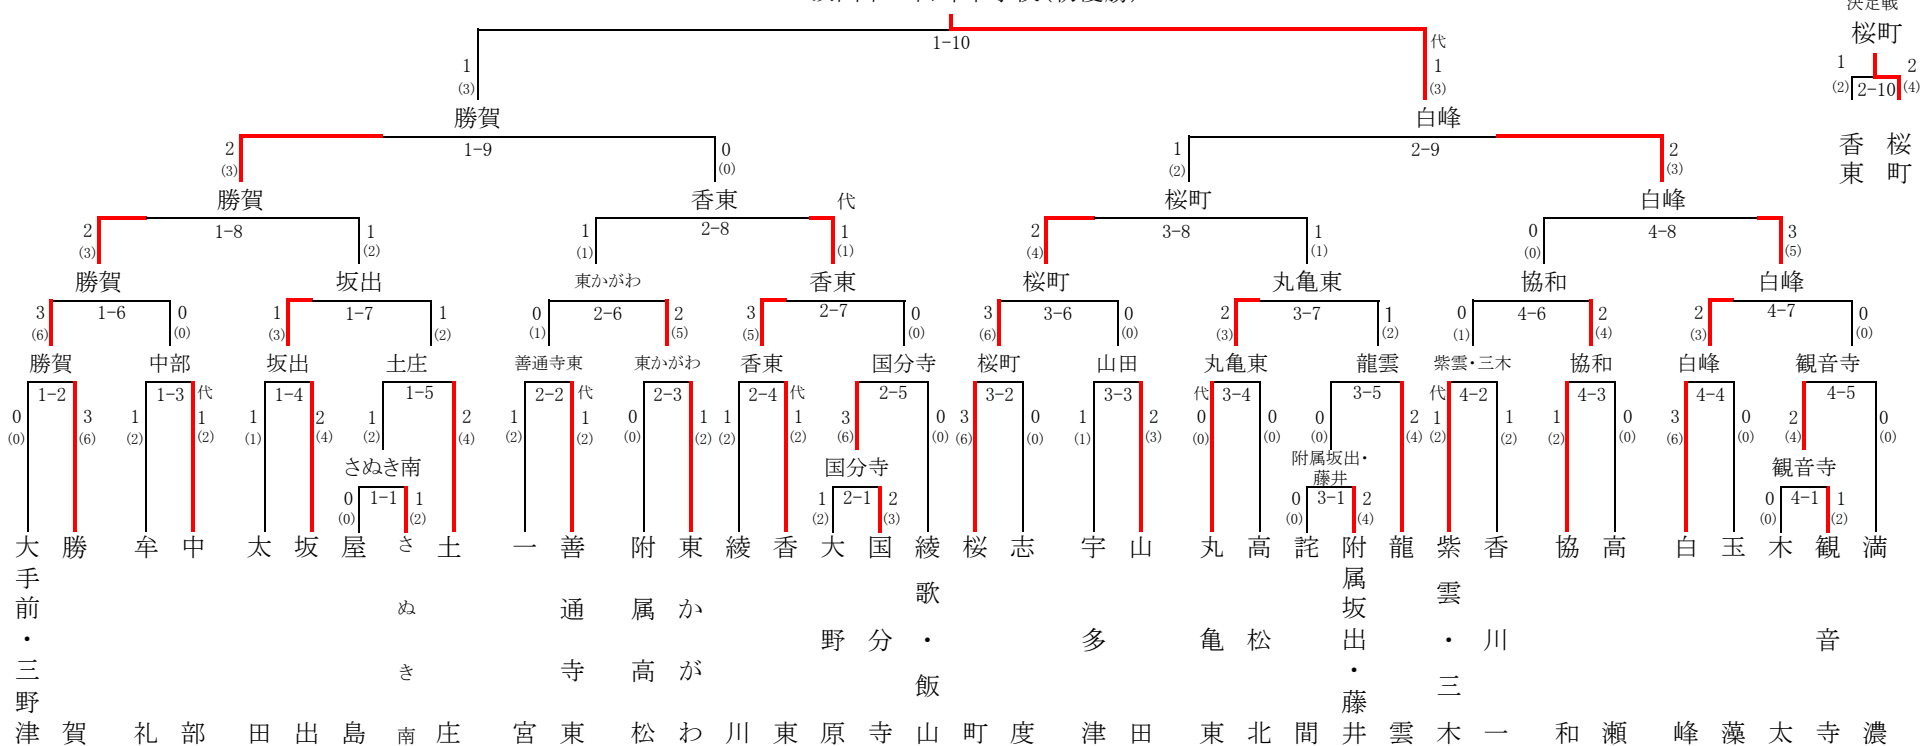 決定戦
桜町
1-10
代
1
(3)
1
(3)
1
(2)
2-10
2
(4)
香東
桜町
勝賀
白峰
2
(3)
1-9
0
(0)
1
(2)
2-9
2
(3)
勝賀
香東
代
桜町
白峰
2
(3)
1-8
1
(2)
1
(1)
2-8
1
(1)
2
(4)
3-8
1
(1)
0
(0)
4-8
3
(5)
勝賀
坂出
東かがわ
香東
桜町
丸亀東
協和
白峰
3
(6)
1-6
0
(0)
1
(3)
1-7
1
(2)
0
(1)
2-6
2
(5)
3
(5)
2-7
0
(0)
3
(6)
3-6
0
(0)
2
(3)
3-7
1
(2)
0
(1)
4-6
2
(4)
2
(3)
4-7
0
(0)
勝賀
中部
坂出
土庄
善通寺東
東かがわ
香東
国分寺
桜町
山田
丸亀東
龍雲
紫雲・三木
協和
白峰
観音寺
0
(0)
1-2
3
(6)
1
(2)
1-3
代
1
(2)
1
(1)
1-4
2
(4)
1
(2)
1-5
2
(4)
1
(2)
2-2
代
1
(2)
0
(0)
2-3
1
(2)
1
(2)
2-4
代
1
(2)
3
(6)
2-5
0
(0)
3
(6)
3-2
0
(0)
1
(1)
3-3
2
(3)
代
0
(0)
3-4
0
(0)
0
(0)
3-5
2
(4)
代
1
(2)
4-2
1
(2)
1
(2)
4-3
0
(0)
3
(6)
4-4
0
(0)
2
(4)
4-5
0
(0)
さぬき南
国分寺
附属坂出・
藤井
観音寺
0
(0)
1-1
1
(2)
1
(2)
2-1
2
(3)
0
(0)
3-1
2
(4)
0
(0)
4-1
1
(2)
大手前・三野津
勝賀
牟礼
中部
太田
坂出
屋島
さぬき南
土庄
一宮
善通寺東
附属高松
東かがわ
綾川
香東
大野原
国分寺
綾歌・飯山
桜町
志度
宇多津
山田
丸亀東
高松北
詫間
附属坂出・藤井
龍雲
紫雲・三木
香川一
協和
高瀬
白峰
玉藻
木太
観音寺
満濃